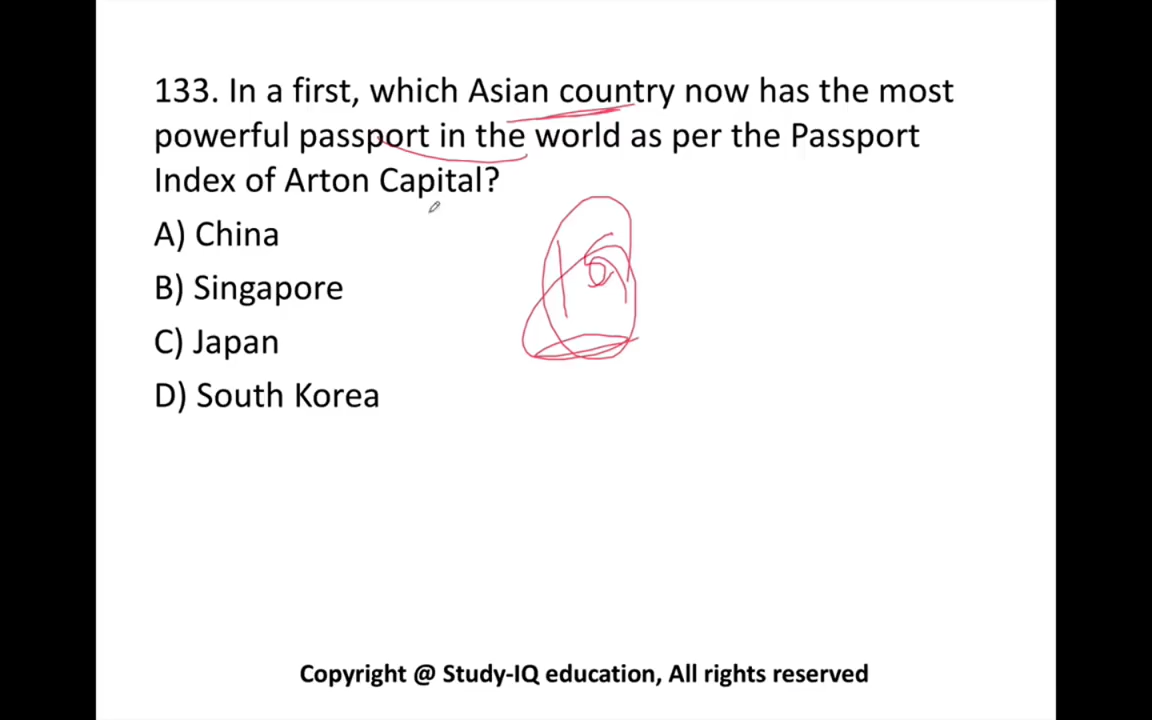 133. In a first, which Asian country now has the most
powerful passport in the world as per the Passport
Index of Arton Capital?
A) China
B) Singapore
C) Japan
D) South Korea
Copyright @ Study-IQ education, All rights reserved